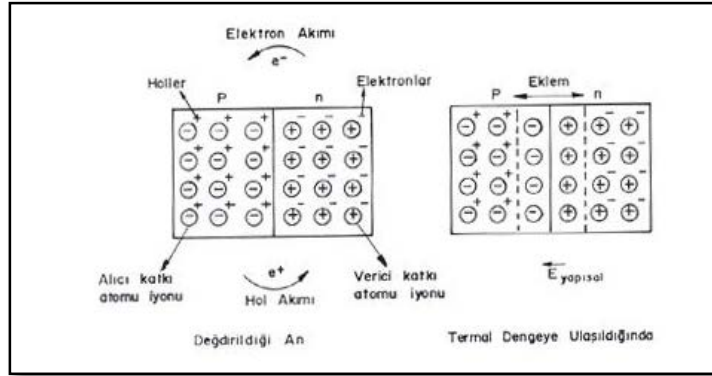 Elektron Akımı
e⁻
Holler
Elektronlar
P
n
Alıcı katkı
atomu iyonu
e⁺
Hol Akımı
Verici katkı
atomu iyonu
Değdirildiği An
Eklem
P
n
E yapısal
Termal Dengeye Ulaşıldığında